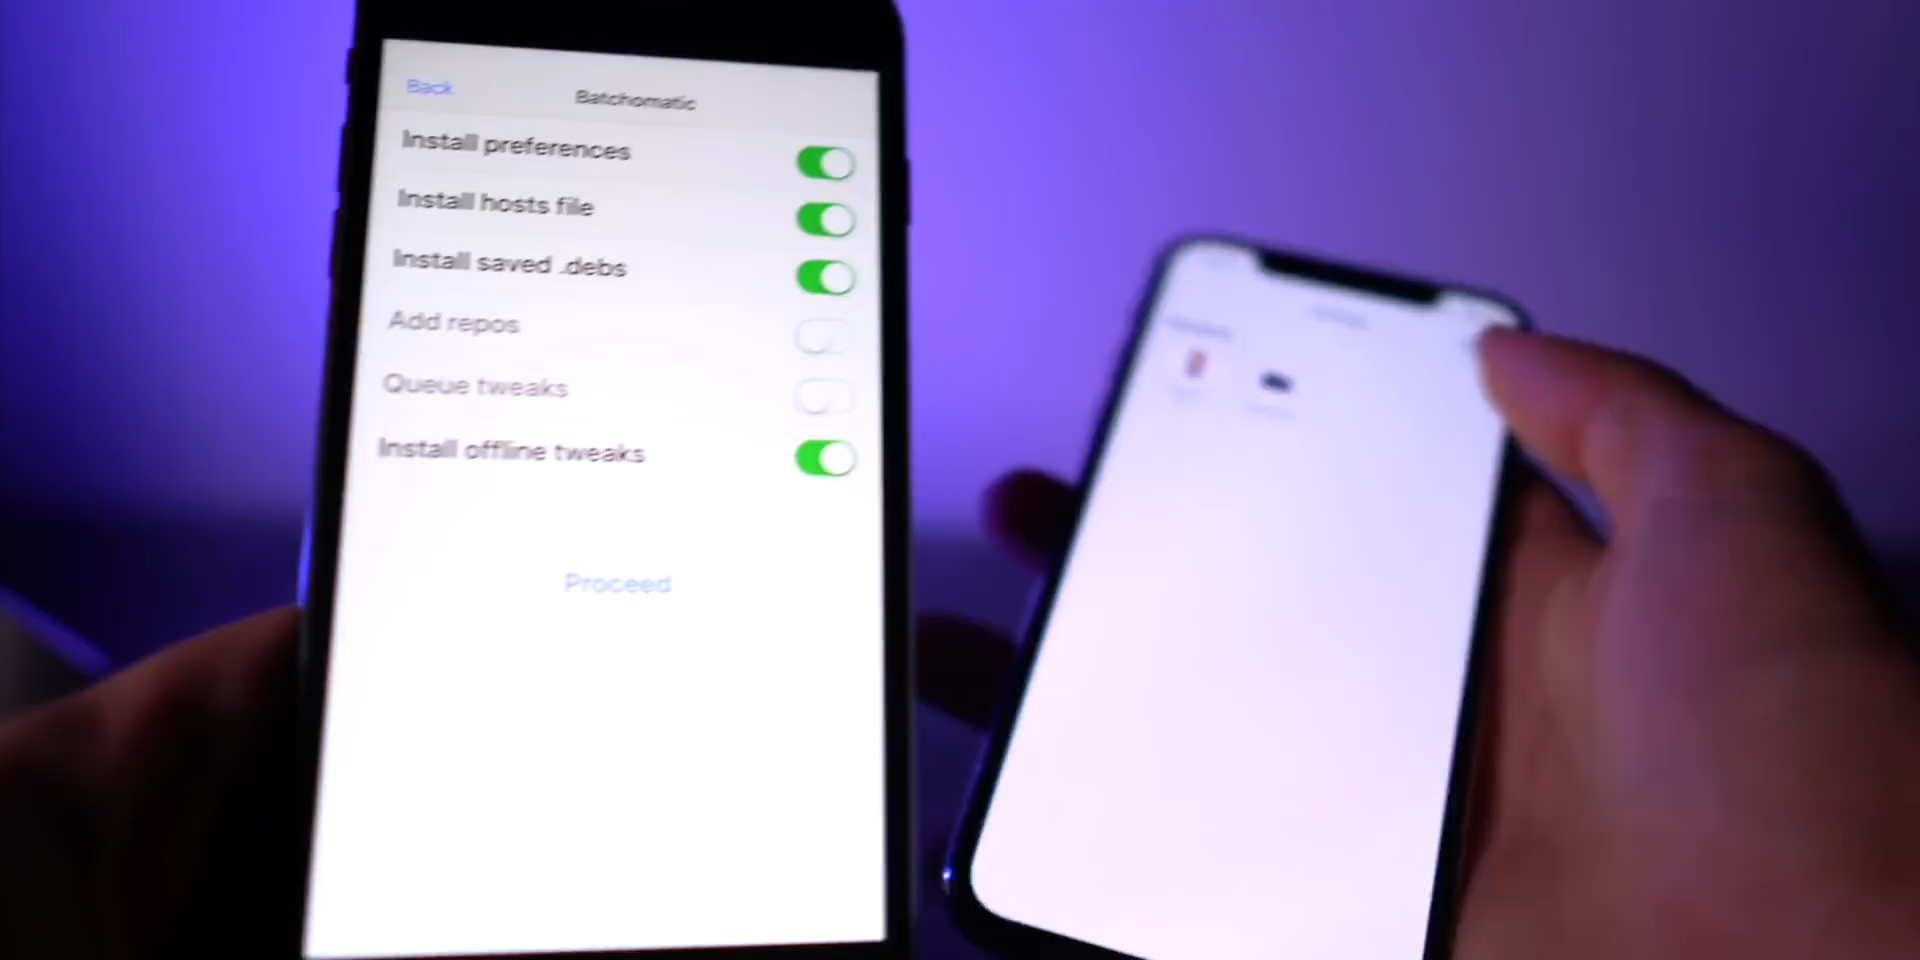 Back
Batchomatic
Install preferences
Install hosts file
Install saved .debs
Add repos
Queue tweaks
Install offline tweaks
Proceed